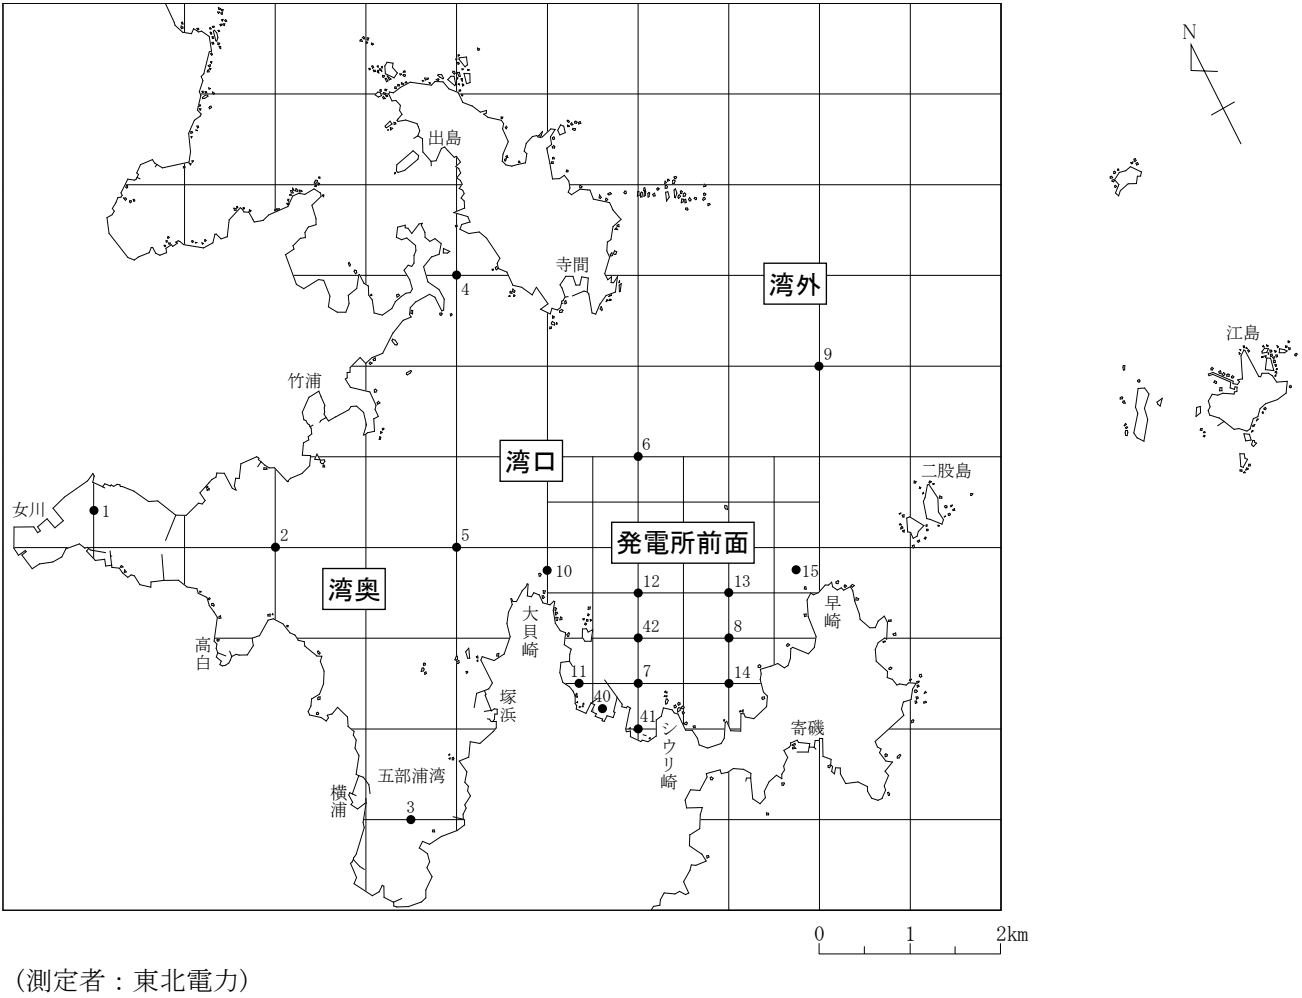 N
出島
寺間
湾外
4
江島
9
竹浦
6
湾口
二股島
女川
1
2
5
発電所前面
10
15
湾奥
12
13
大貝崎
早崎
高白
42
8
11
7
14
40
塚浜
41
シウリ崎
寄磯
五部浦湾
横浦
3
0 1 2km
(測定者：東北電力)